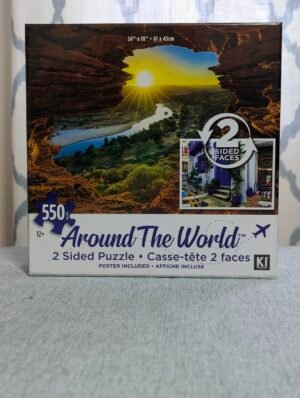 24" x 18" • 61 x 45cm
2
SIDED
FACES
550
12+
Around The World™
2 Sided Puzzle • Casse-tête 2 faces
POSTER INCLUDED • AFFICHE INCLUSE
KI